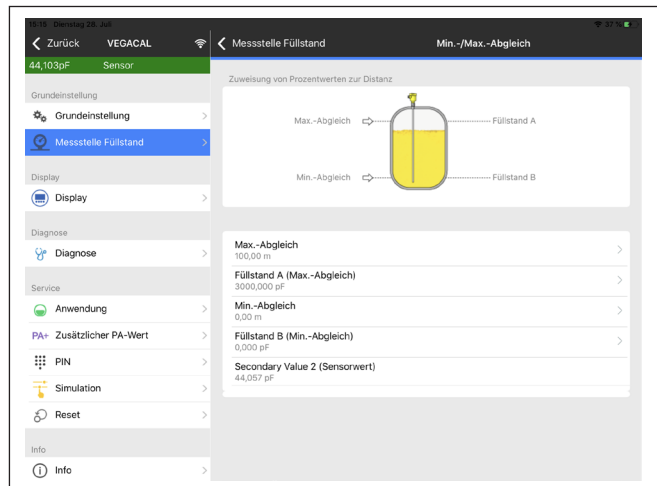 15:15 Dienstag 28. Juli
37 %
Zurück VEGACAL
44,103pF Sensor
Grundeinstellung
Grundeinstellung
Messstelle Füllstand
Display
Display
Diagnose
Diagnose
Service
Anwendung
PA+ Zusätzlicher PA-Wert
PIN
Simulation
Reset
Info
Info
Messstelle Füllstand Min.-/Max.-Abgleich
Zuweisung von Prozentwerten zur Distanz
Max.-Abgleich Füllstand A
Min.-Abgleich Füllstand B
Max.-Abgleich
100,00 m
Füllstand A (Max.-Abgleich)
3000,000 pF
Min.-Abgleich
0,00 m
Füllstand B (Min.-Abgleich)
0,000 pF
Secondary Value 2 (Sensorwert)
44,057 pF